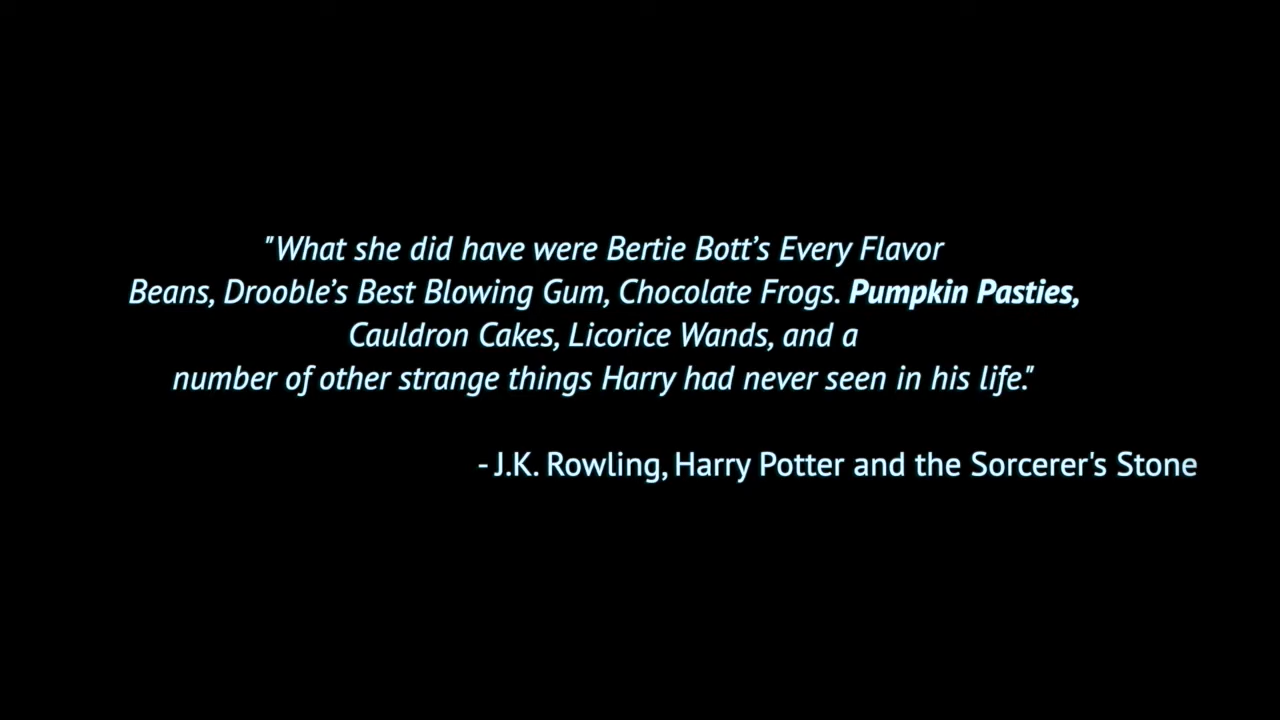 "What she did have were Bertie Bott’s Every Flavor
Beans, Drooble’s Best Blowing Gum, Chocolate Frogs. Pumpkin Pasties,
Cauldron Cakes, Licorice Wands, and a
number of other strange things Harry had never seen in his life."
- J.K. Rowling, Harry Potter and the Sorcerer's Stone